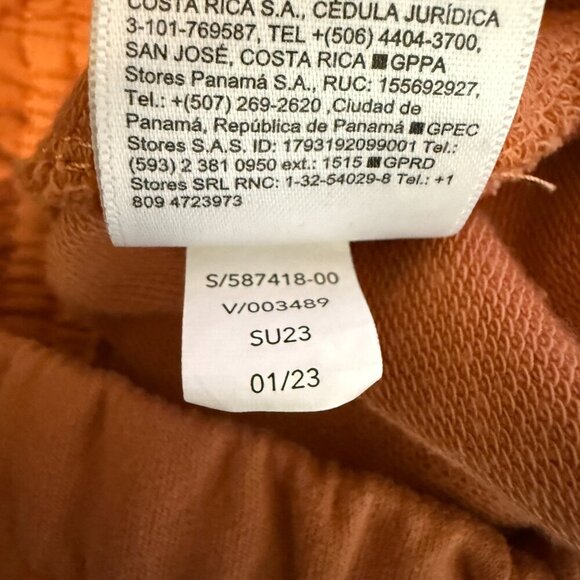 COSTA RICA S.A., CÉDULA JURÍDICA
3-101-769587, TEL +(506) 4404-3700,
SAN JOSÉ, COSTA RICA ■GPPA
Stores Panamá S.A., RUC: 155692927,
Tel.: +(507) 269-2620 ,Ciudad de
Panamá, República de Panamá ■GPEC
Stores S.A.S. ID: 1793192099001 Tel.:
(593) 2 381 0950 ext.: 1515 ■GPRD
Stores SRL RNC: 1-32-54029-8 Tel.: +1
809 4723973
S/587418-00
V/003489
SU23
01/23